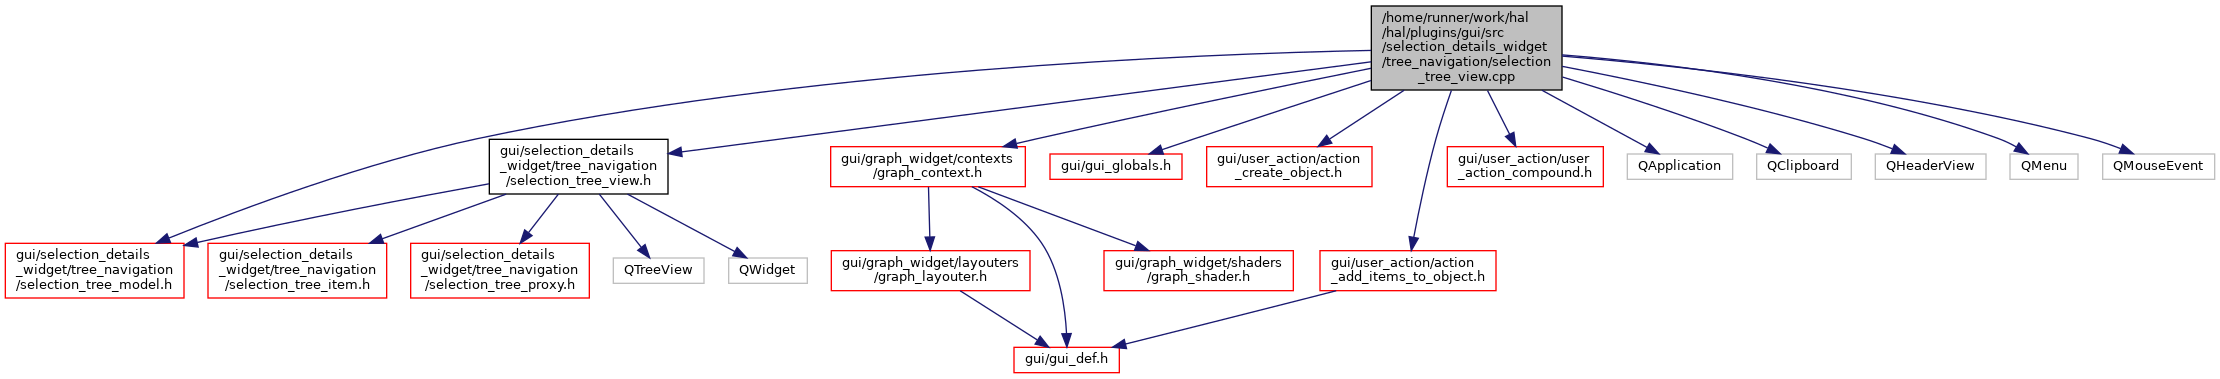 /home/runner/work/hal
/hal/plugins/gui/src
/selection_details_widget
/tree_navigation/selection
_tree_view.cpp
gui/selection_details
_widget/tree_navigation
/selection_tree_view.h
gui/graph_widget/contexts
/graph_context.h
gui/gui_globals.h
gui/user_action/action
_create_object.h
gui/user_action/user
_action_compound.h
QApplication
QClipboard
QHeaderView
QMenu
QMouseEvent
gui/selection_details
_widget/tree_navigation
/selection_tree_model.h
gui/selection_details
_widget/tree_navigation
/selection_tree_item.h
gui/selection_details
_widget/tree_navigation
/selection_tree_proxy.h
QTreeView
QWidget
gui/graph_widget/layouters
/graph_layouter.h
gui/graph_widget/shaders
/graph_shader.h
gui/user_action/action
_add_items_to_object.h
gui/gui_def.h